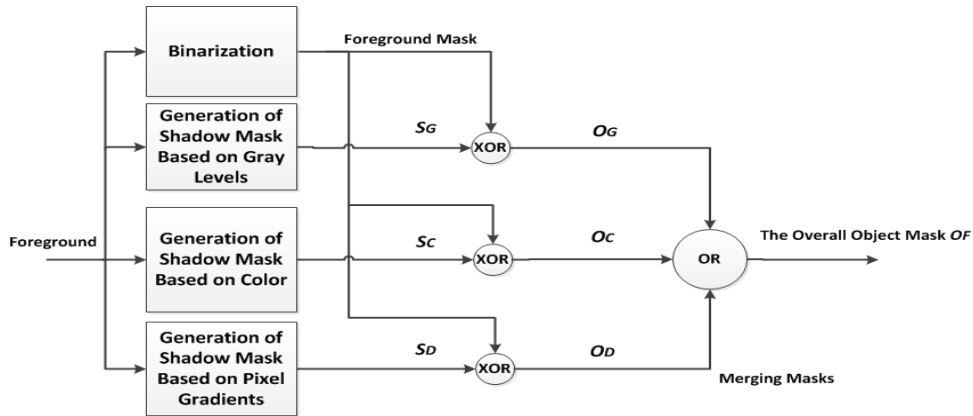 Binarization
Foreground Mask
Generation of
Shadow Mask
Based on Gray
Levels
SG
XOR
OG
Foreground
Generation of
Shadow Mask
Based on Color
SC
XOR
OC
OR
The Overall Object Mask OF
Generation of
Shadow Mask
Based on Pixel
Gradients
SD
XOR
OD
Merging Masks